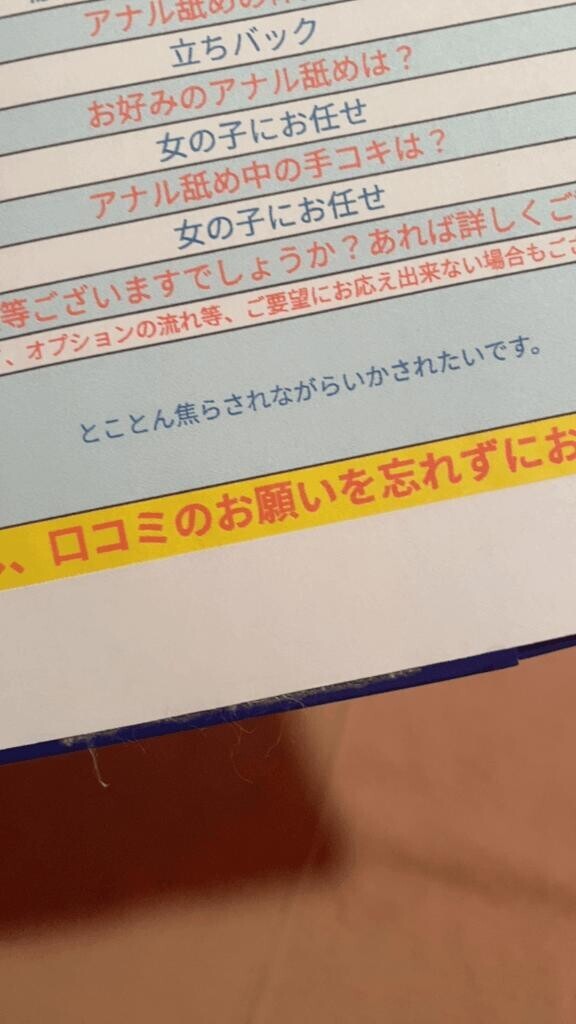 アナル舐めの
立ちバック
お好みのアナル舐めは？
女の子にお任せ
アナル舐め中の手コキは？
女の子にお任せ
等ございますでしょうか？あれば詳しくご
、オプションの流れ等、ご要望にお応え出来ない場合もござ
とことん焦らされながらいかされたいです。
、口コミのお願いを忘れずにお